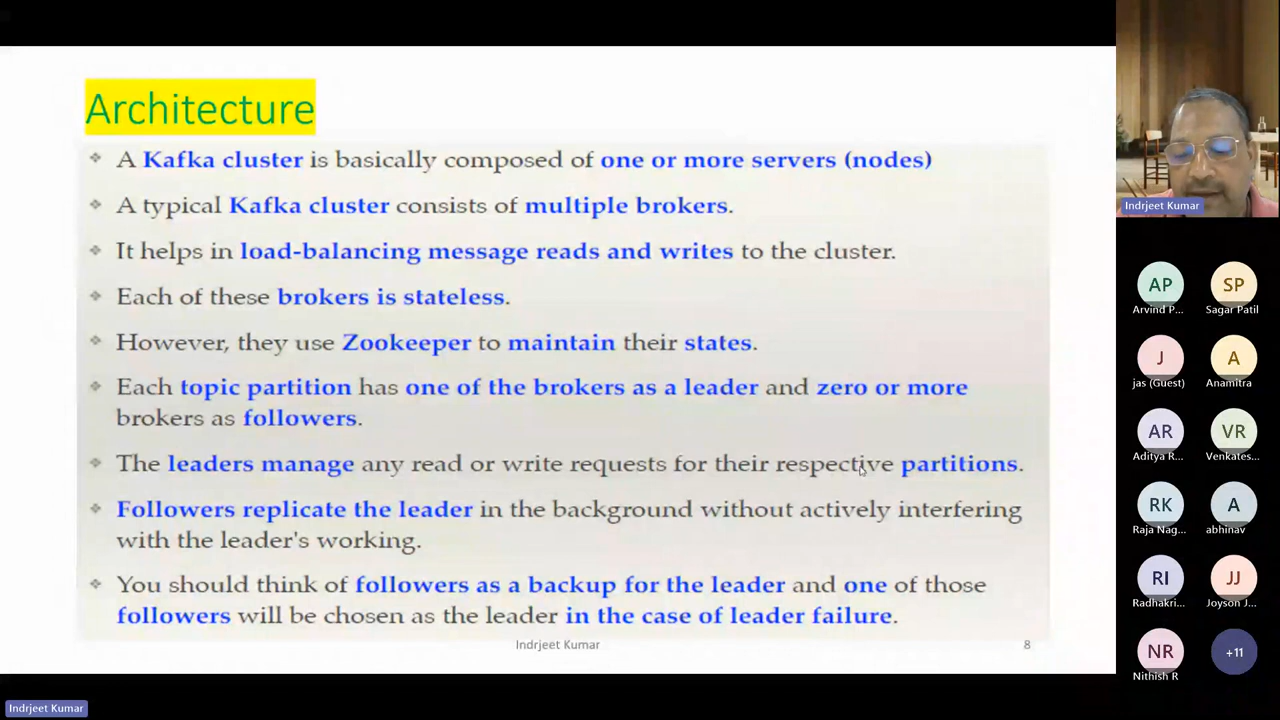 Architecture
❖ A Kafka cluster is basically composed of one or more servers (nodes)
❖ A typical Kafka cluster consists of multiple brokers.
❖ It helps in load-balancing message reads and writes to the cluster.
❖ Each of these brokers is stateless.
❖ However, they use Zookeeper to maintain their states.
❖ Each topic partition has one of the brokers as a leader and zero or more
brokers as followers.
❖ The leaders manage any read or write requests for their respective partitions.
❖ Followers replicate the leader in the background without actively interfering
with the leader's working.
❖ You should think of followers as a backup for the leader and one of those
followers will be chosen as the leader in the case of leader failure.
Indrjeet Kumar
8
Indrjeet Kumar
AP
SP
Arvind P...
Sagar Patil
J
A
jas (Guest)
Anamitra
AR
VR
Aditya R...
Venkates...
RK
A
Raja Nag...
abhinav
RI
JJ
Radhakri...
Joyson J...
NR
+11
Nithish R
Indrjeet Kumar